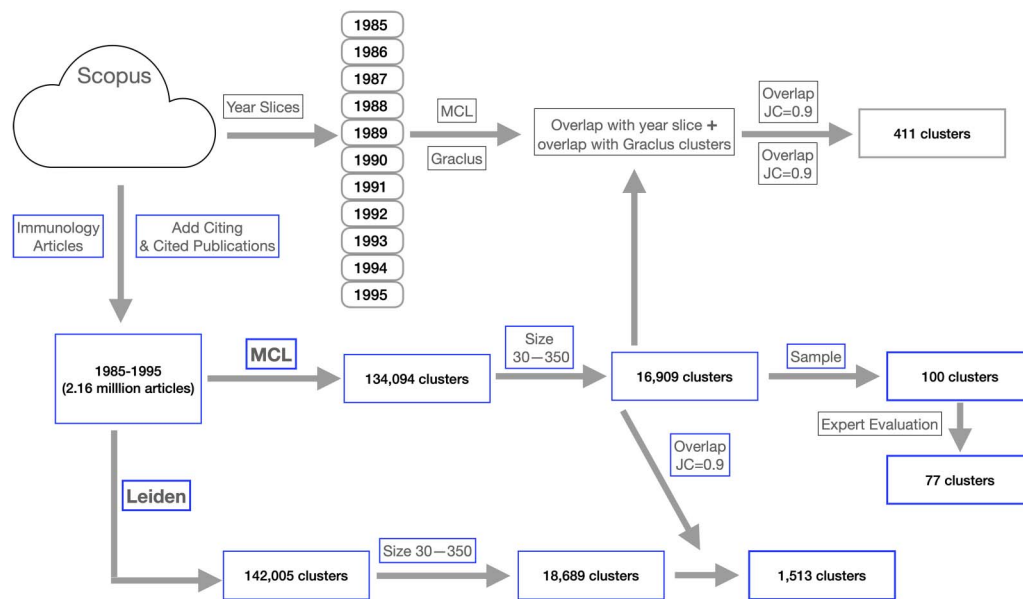 Scopus
Year Slices
1985
1986
1987
1988
1989
1990
1991
1992
1993
1994
1995
MCL
Graclus
Overlap with year slice +
overlap with Graclus clusters
Overlap
JC=0.9
Overlap
JC=0.9
411 clusters
Immunology
Articles
Add Citing
& Cited Publications
1985-1995
(2.16 milllion articles)
MCL
134,094 clusters
Size
30—350
16,909 clusters
Sample
100 clusters
Expert Evaluation
77 clusters
Overlap
JC=0.9
Leiden
142,005 clusters
Size 30—350
18,689 clusters
1,513 clusters